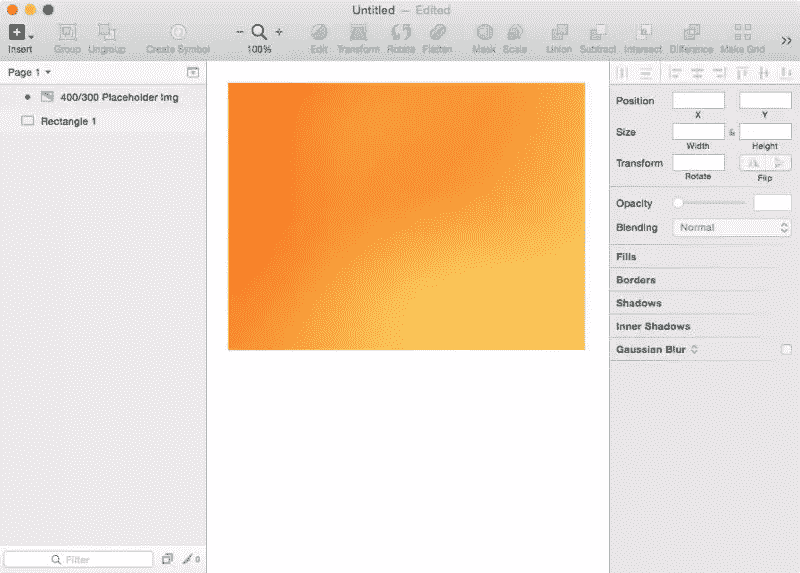 Untitled — Edited
Insert Group Ungroup Create Symbol 100% Edit Transform Rotate Flatten Mask Scale Union Subtract Intersect Difference Make Grid
Page 1
400/300 Placeholder Img
Rectangle 1
Position
X Y
Size
&
Width Height
Transform
Rotate Flip
Opacity
Blending Normal
Fills
Borders
Shadows
Inner Shadows
Gaussian Blur
Filter
0